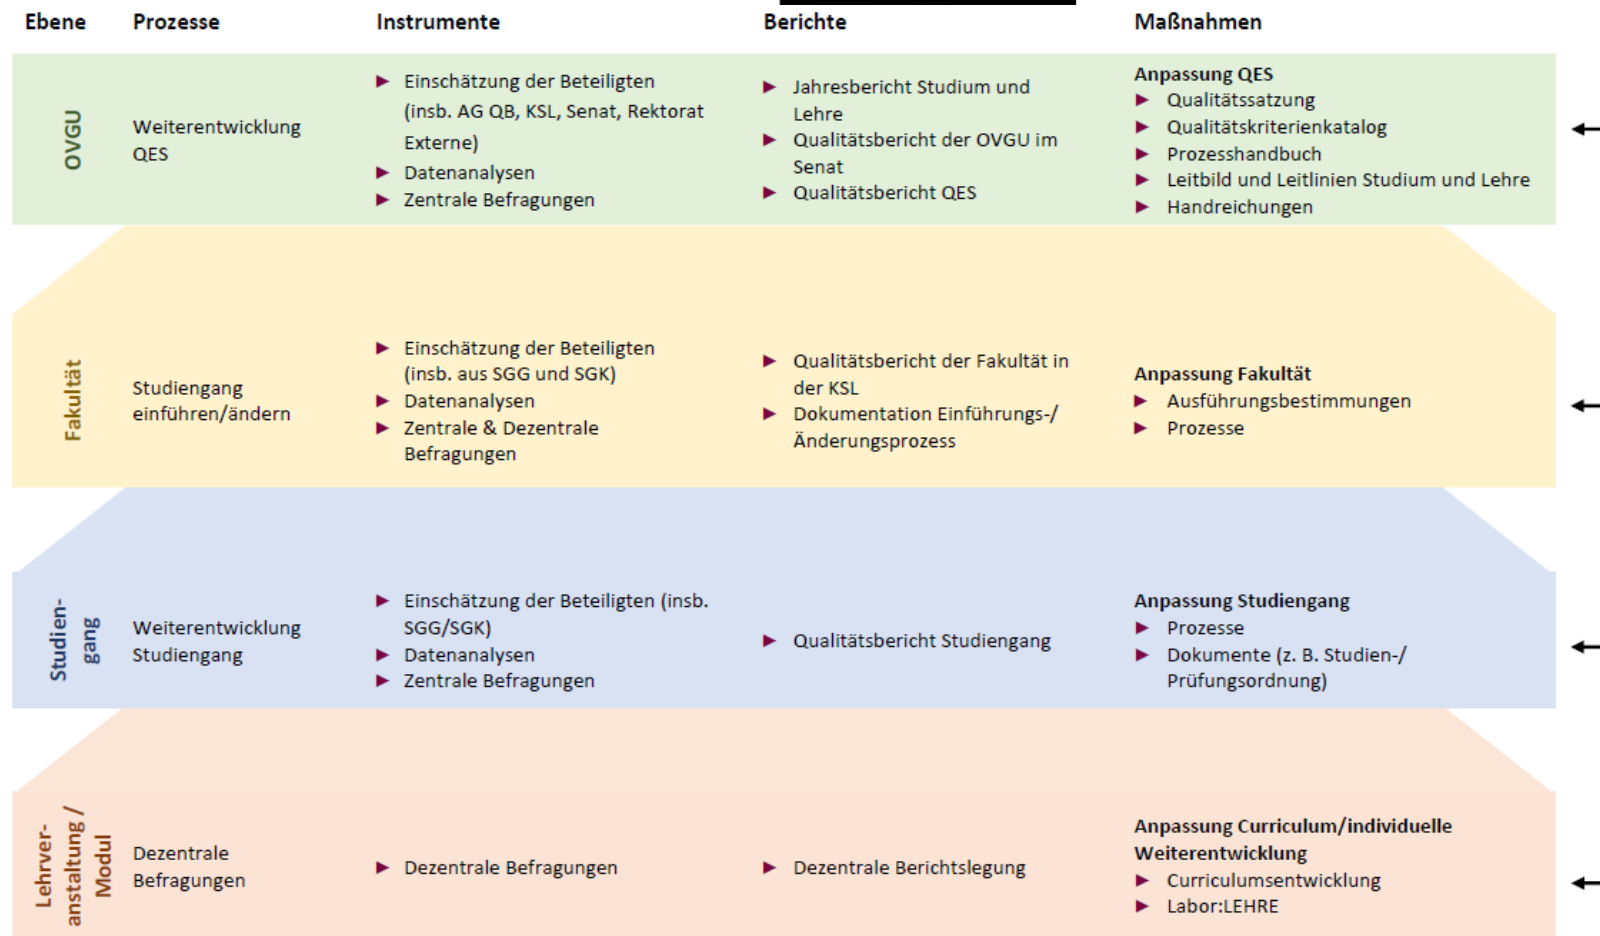 Ebene Prozesse Instrumente Berichte Maßnahmen
OVGU
Weiterentwicklung
QES
► Einschätzung der Beteiligten
(insb. AG QB, KSL, Senat, Rektorat
Externe)
► Datenanalysen
► Zentrale Befragungen
► Jahresbericht Studium und
Lehre
► Qualitätsbericht der OVGU im
Senat
► Qualitätsbericht QES
Anpassung QES
► Qualitätssatzung
► Qualitätskriterienkatalog
► Prozesshandbuch
► Leitbild und Leitlinien Studium und Lehre
► Handreichungen
Fakultät
Studiengang
einführen/ändern
► Einschätzung der Beteiligten
(insb. aus SGG und SGK)
► Datenanalysen
► Zentrale & Dezentrale
Befragungen
► Qualitätsbericht der Fakultät in
der KSL
► Dokumentation Einführungs-/
Änderungsprozess
Anpassung Fakultät
► Ausführungsbestimmungen
► Prozesse
Studien-
gang
Weiterentwicklung
Studiengang
► Einschätzung der Beteiligten (insb.
SGG/SGK)
► Datenanalysen
► Zentrale Befragungen
► Qualitätsbericht Studiengang
Anpassung Studiengang
► Prozesse
► Dokumente (z. B. Studien-/
Prüfungsordnung)
Lehrver-
anstaltung /
Modul
Dezentrale
Befragungen
► Dezentrale Befragungen
► Dezentrale Berichtslegung
Anpassung Curriculum/individuelle
Weiterentwicklung
► Curriculumsentwicklung
► Labor:LEHRE